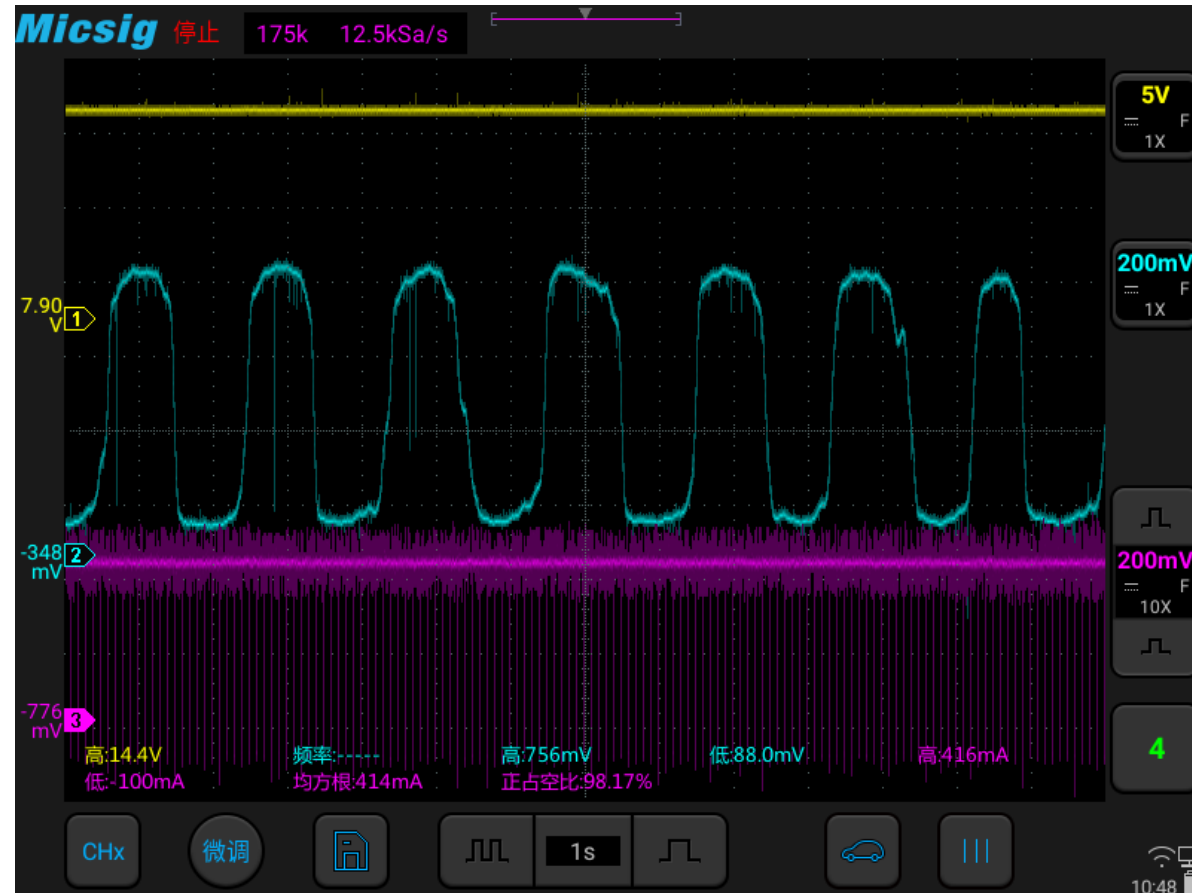 Micsig 停止 175k 12.5kSa/s
5V
F
1X
200mV
F
1X
7.90
V
1
-348
mV
2
200mV
F
10X
-776
mV
3
高:14.4V 频率:----- 高:756mV 低:88.0mV 高:416mA
低:-100mA 均方根:414mA 正占空比:98.17%
4
CHx 微调 1s
10:48